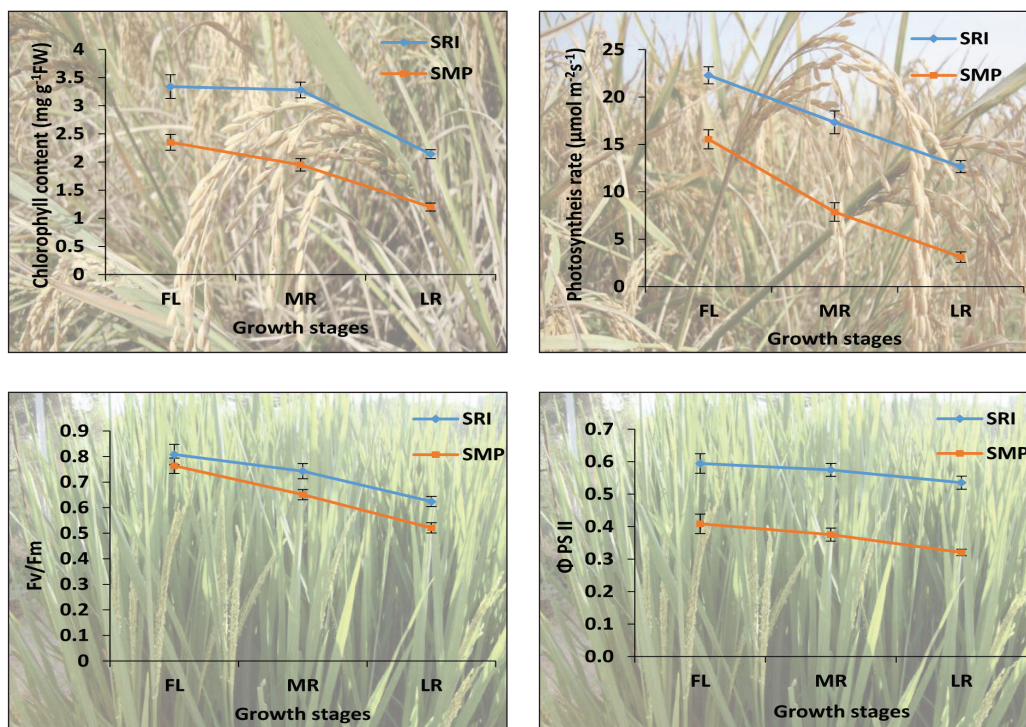 SRI
SMP
Chlorophyll content (mg g⁻¹FW)
4
3.5
3
2.5
2
1.5
1
0.5
0
FL MR LR
Growth stages
SRI
SMP
Photosyntheis rate (µmol m⁻²s⁻¹)
25
20
15
10
5
0
FL MR LR
Growth stages
SRI
SMP
Fv/Fm
0.9
0.8
0.7
0.6
0.5
0.4
0.3
0.2
0.1
0
FL MR LR
Growth stages
SRI
SMP
Φ PS II
0.7
0.6
0.5
0.4
0.3
0.2
0.1
0.0
FL MR LR
Growth stages